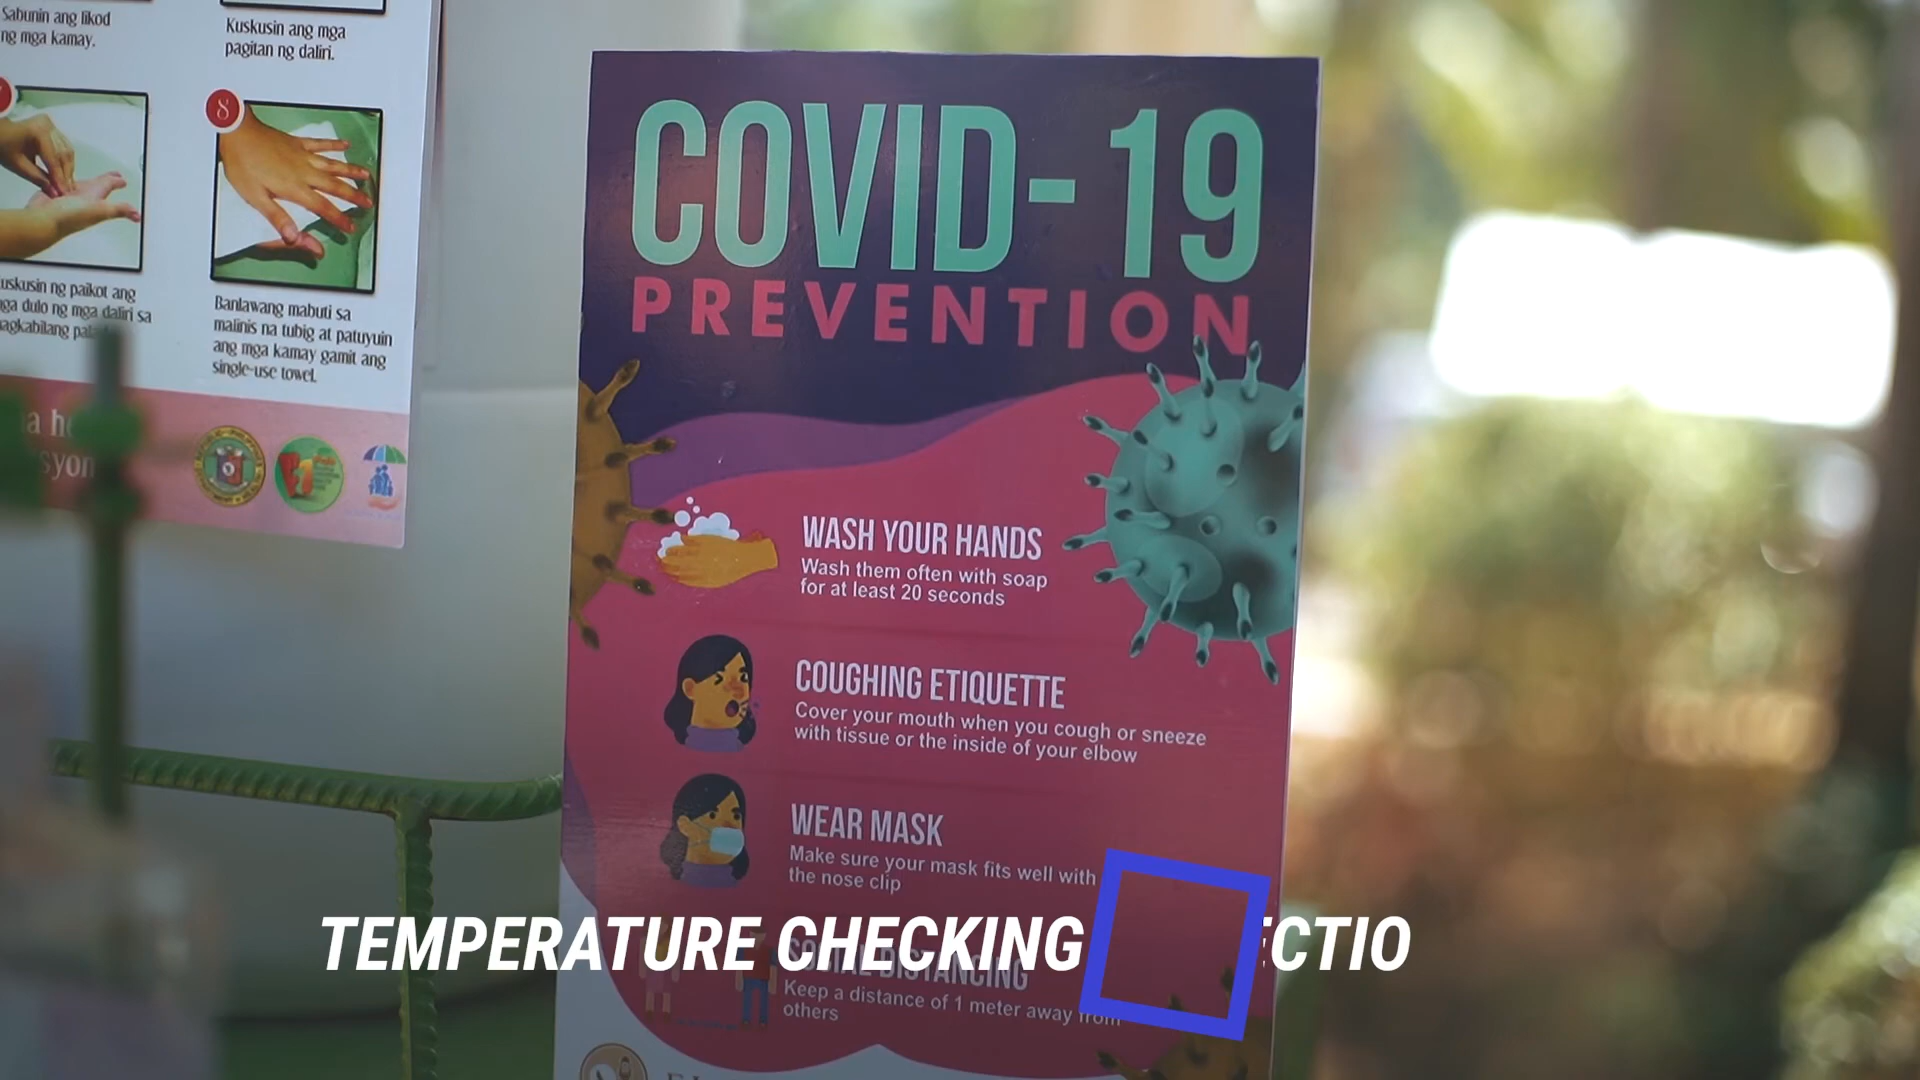 Sabunin ang likod
ng mga kamay.
Kuskusin ang mga
pagitan ng daliri.
8
uskusin ng paikot ang
ga dulo ng mga daliri sa
agkabilang
Banlawang mabuti sa
malinis na tubig at patuyuin
ang mga kamay gamit ang
single-use towel.
COVID-19
PREVENTION
WASH YOUR HANDS
Wash them often with soap
for at least 20 seconds
COUGHING ETIQUETTE
Cover your mouth when you cough or sneeze
with tissue or the inside of your elbow
WEAR MASK
Make sure your mask fits well with
the nose clip
TEMPERATURE CHECKING ECTIO
SOCIAL DISTANCING
Keep a distance of 1 meter away from
others